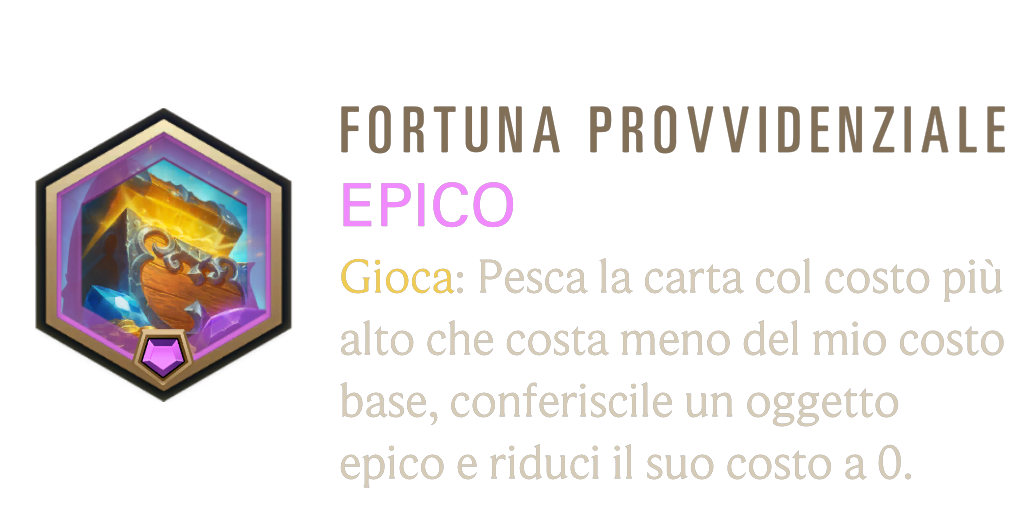 FORTUNA PROVVIDENZIALE
EPICO
Gioca: Pesca la carta col costo più
alto che costa meno del mio costo
base, conferiscile un oggetto
epico e riduci il suo costo a 0.